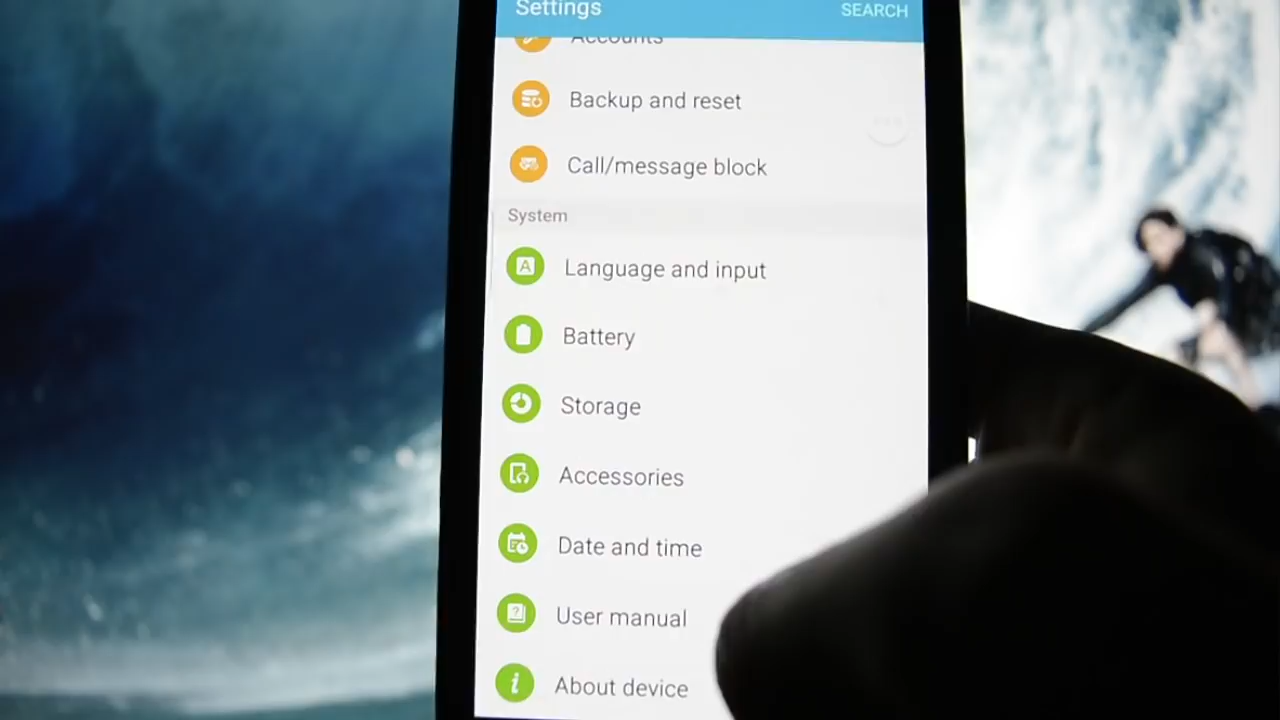 Settings
SEARCH
Accounts
Backup and reset
Call/message block
System
A
Language and input
Battery
Storage
Accessories
Date and time
?
User manual
i
About device